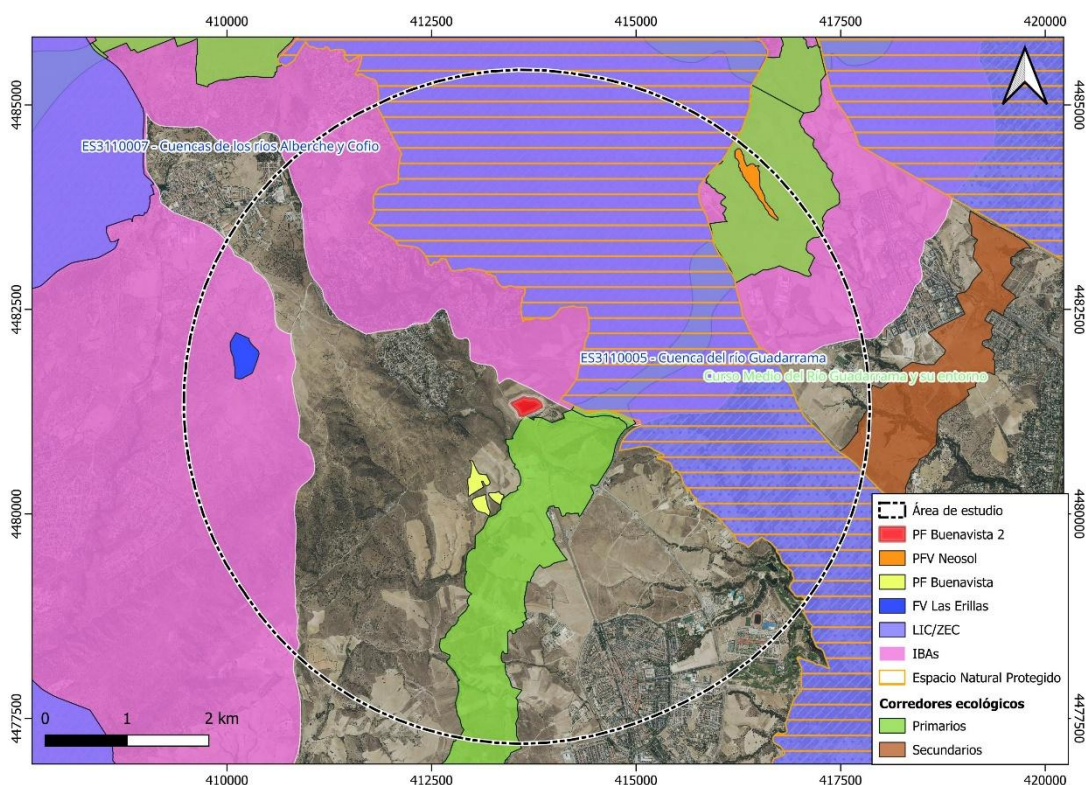 410000
412500
415000
417500
420000
4485000
4485000
ES3110007 - Cuencas de los ríos Alberche y Cofio
4482500
4482500
ES3110005 - Cuenca del río Guadarrama
Curso Medio del Río Guadarrama y su entorno
4480000
4480000
Área de estudio
PF Buenavista 2
PFV Neosol
PF Buenavista
FV Las Erillas
LIC/ZEC
IBAs
Espacio Natural Protegido
Corredores ecológicos
Primarios
Secundarios
4477500
4477500
0 1 2 km
410000
412500
415000
417500
420000